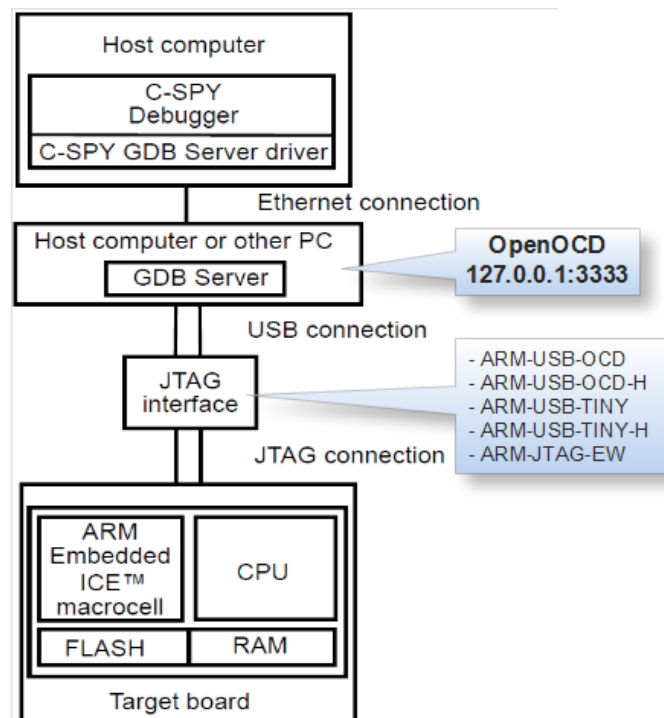 Host computer
C-SPY
Debugger
C-SPY GDB Server driver
Ethernet connection
Host computer or other PC
GDB Server
OpenOCD
127.0.0.1:3333
USB connection
JTAG
interface
- ARM-USB-OCD
- ARM-USB-OCD-H
- ARM-USB-TINY
- ARM-USB-TINY-H
- ARM-JTAG-EW
JTAG connection
ARM
Embedded
ICE™
macrocell
CPU
FLASH
RAM
Target board